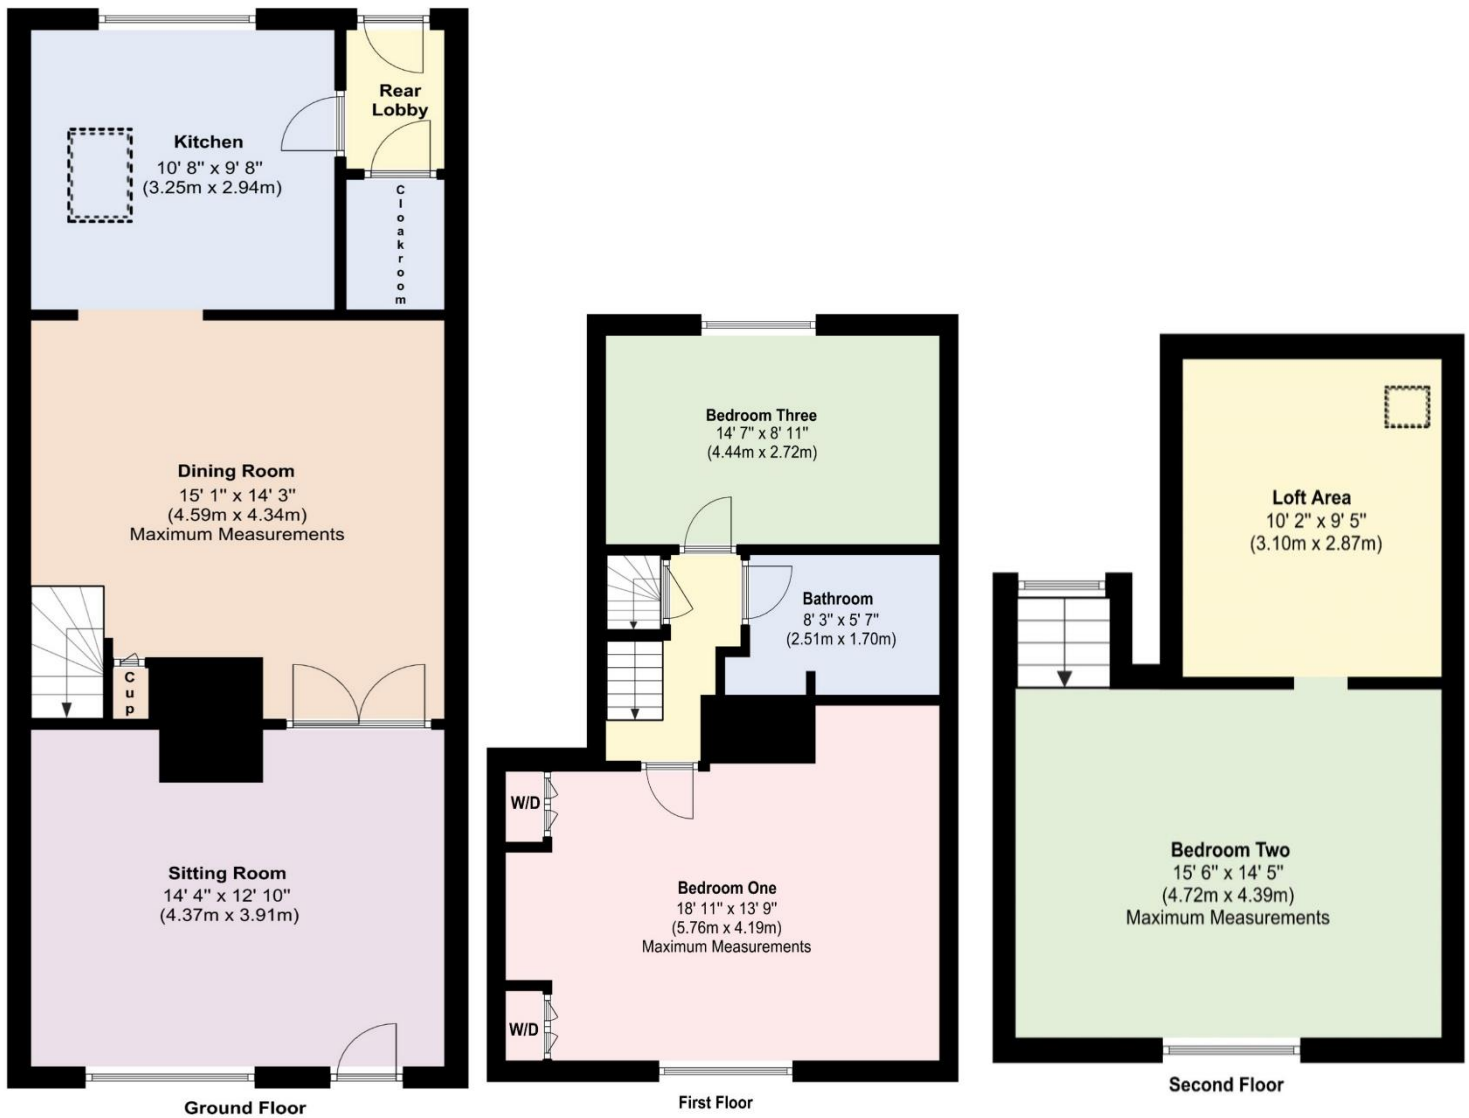 Rear
Lobby
Kitchen
10' 8" x 9' 8"
(3.25m x 2.94m)
Cloakroom
Dining Room
15' 1" x 14' 3"
(4.59m x 4.34m)
Maximum Measurements
Cup
Sitting Room
14' 4" x 12' 10"
(4.37m x 3.91m)
Ground Floor
Bedroom Three
14' 7" x 8' 11"
(4.44m x 2.72m)
Bathroom
8' 3" x 5' 7"
(2.51m x 1.70m)
W/D
Bedroom One
18' 11" x 13' 9"
(5.76m x 4.19m)
Maximum Measurements
W/D
First Floor
Loft Area
10' 2" x 9' 5"
(3.10m x 2.87m)
Bedroom Two
15' 6" x 14' 5"
(4.72m x 4.39m)
Maximum Measurements
Second Floor